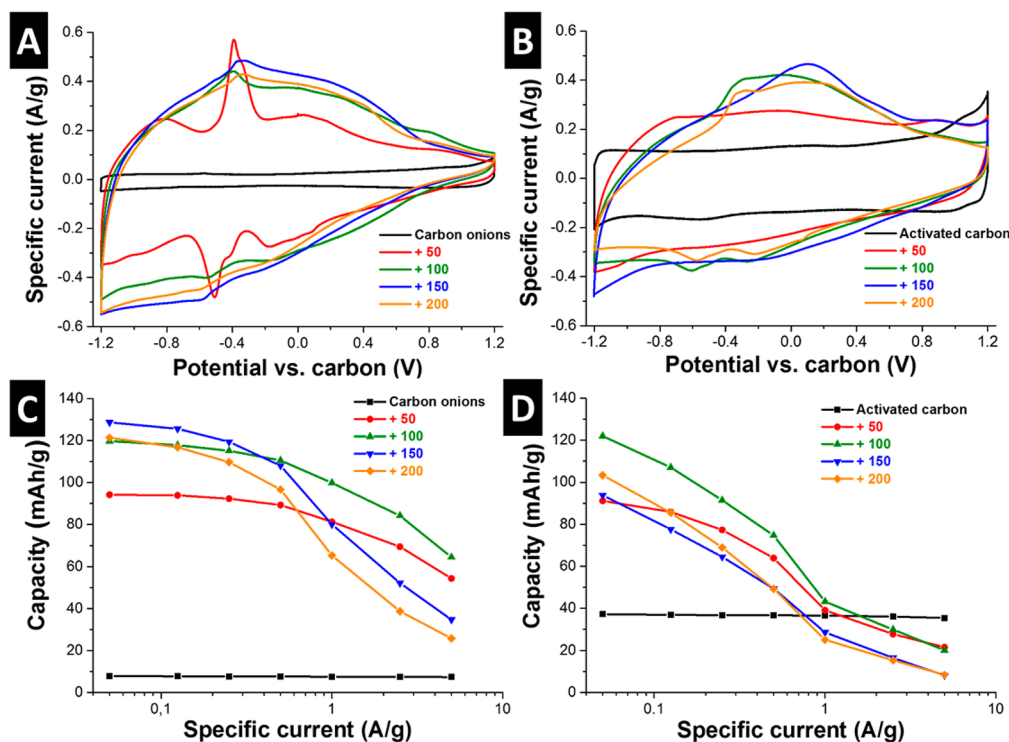 A
Specific current (A/g)
0.6
0.4
0.2
0.0
-0.2
-0.4
-0.6
-1.2 -0.8 -0.4 0.0 0.4 0.8 1.2
Potential vs. carbon (V)
Carbon onions
+ 50
+ 100
+ 150
+ 200
B
Specific current (A/g)
0.6
0.4
0.2
0.0
-0.2
-0.4
-0.6
-1.2 -0.8 -0.4 0.0 0.4 0.8 1.2
Potential vs. carbon (V)
Activated carbon
+ 50
+ 100
+ 150
+ 200
C
Capacity (mAh/g)
140
120
100
80
60
40
20
0
0,1 1 10
Specific current (A/g)
Carbon onions
+ 50
+ 100
+ 150
+ 200
D
Capacity (mAh/g)
140
120
100
80
60
40
20
0
0.1 1 10
Specific current (A/g)
Activated carbon
+ 50
+ 100
+ 150
+ 200